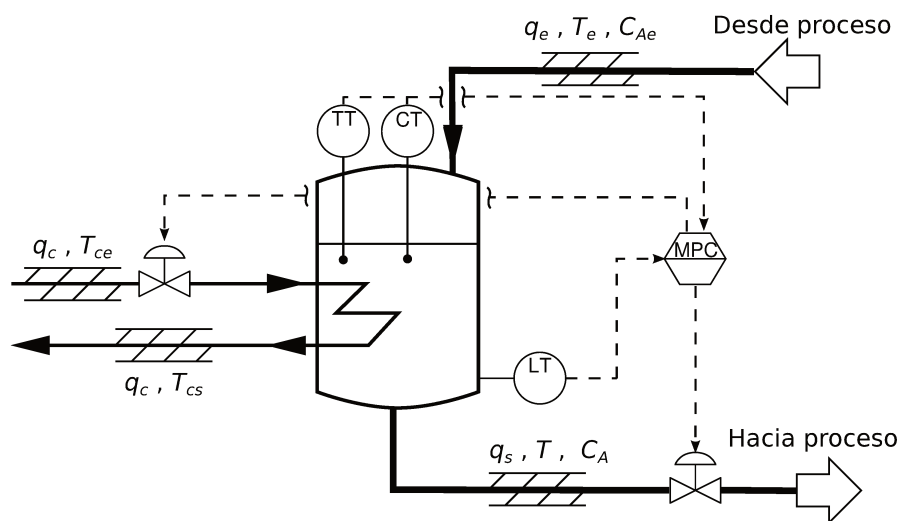 Desde proceso
qe , Te , CAe
TT
CT
qc , Tce
MPC
LT
qc , Tcs
Hacia proceso
qs , T , CA